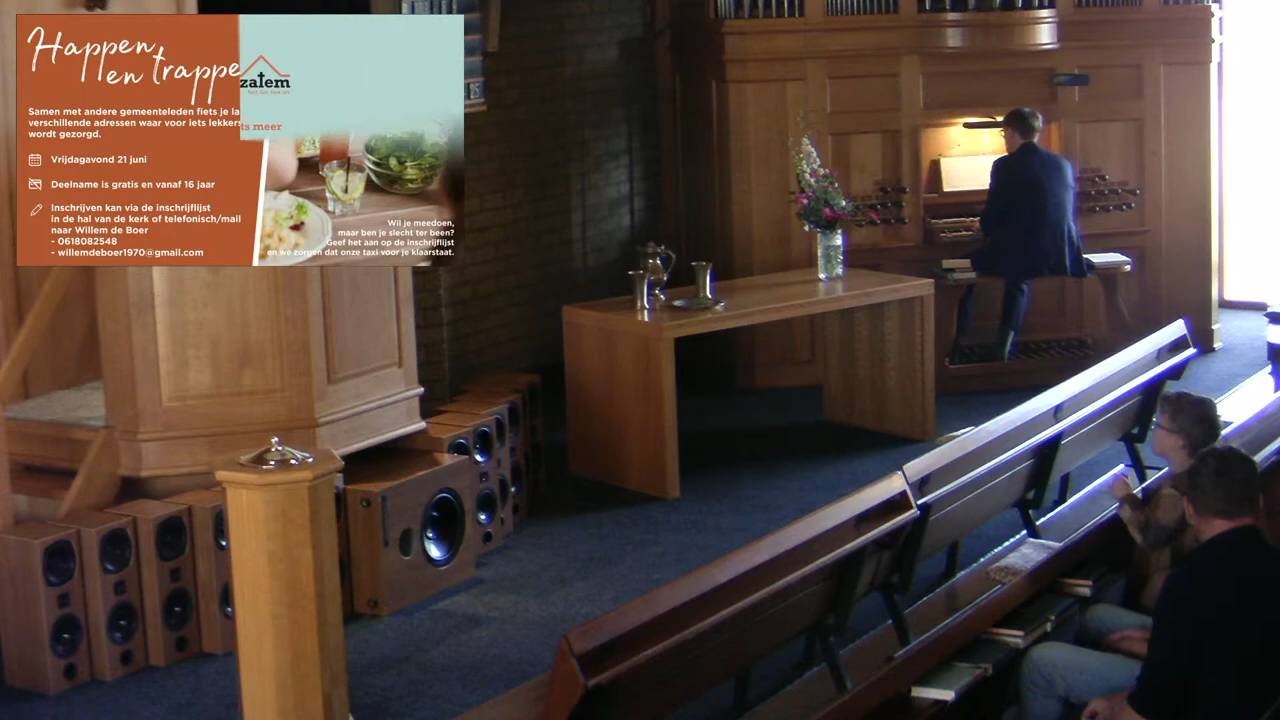 Happen
en trappe
zalem
ts meer
Samen met andere gemeenteleden fiets je la
verschillende adressen waar voor iets lekkers
wordt gezorgd.
Vrijdagavond 21 juni
Deelname is gratis en vanaf 16 jaar
Inschrijven kan via de inschrijflijst
in de hal van de kerk of telefonisch/mail
naar Willem de Boer
- 0618082548
- willemdeboer1970@gmail.com
Wil je meedoen,
maar ben je slecht ter been?
Geef het aan op de inschrijflijst
en we zorgen dat onze taxi voor je klaarstaat.